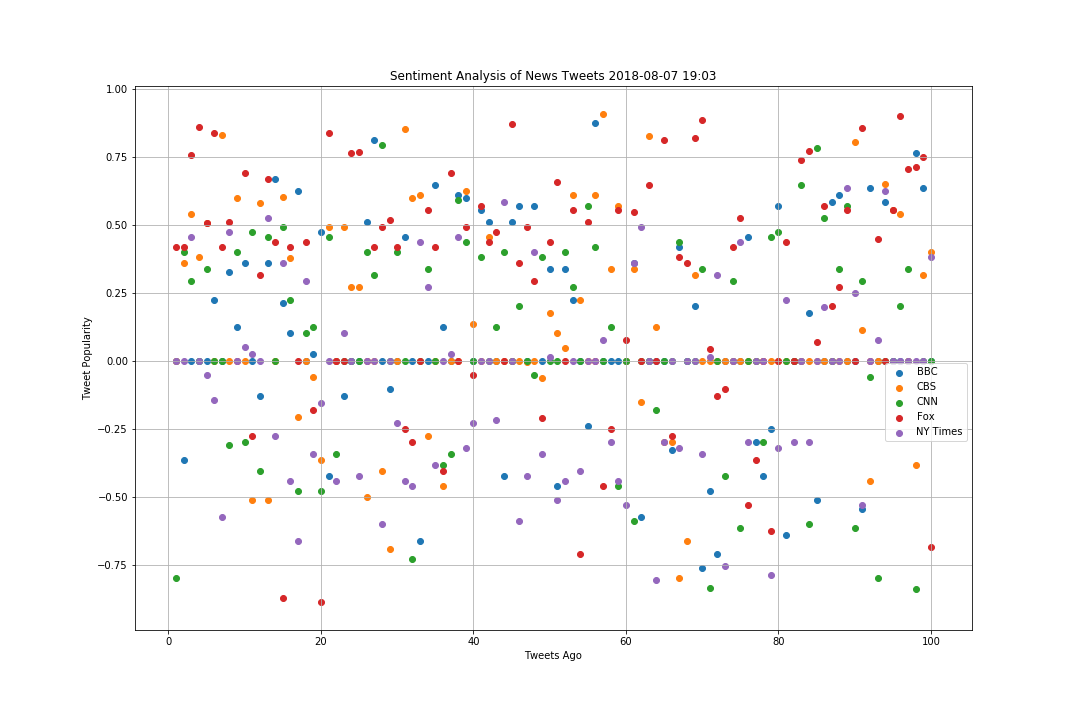 Sentiment Analysis of News Tweets 2018-08-07 19:03
1.00
0.75
0.50
0.25
0.00
−0.25
−0.50
−0.75
Tweet Popularity
BBC
CBS
CNN
Fox
NY Times
0 20 40 60 80 100
Tweets Ago